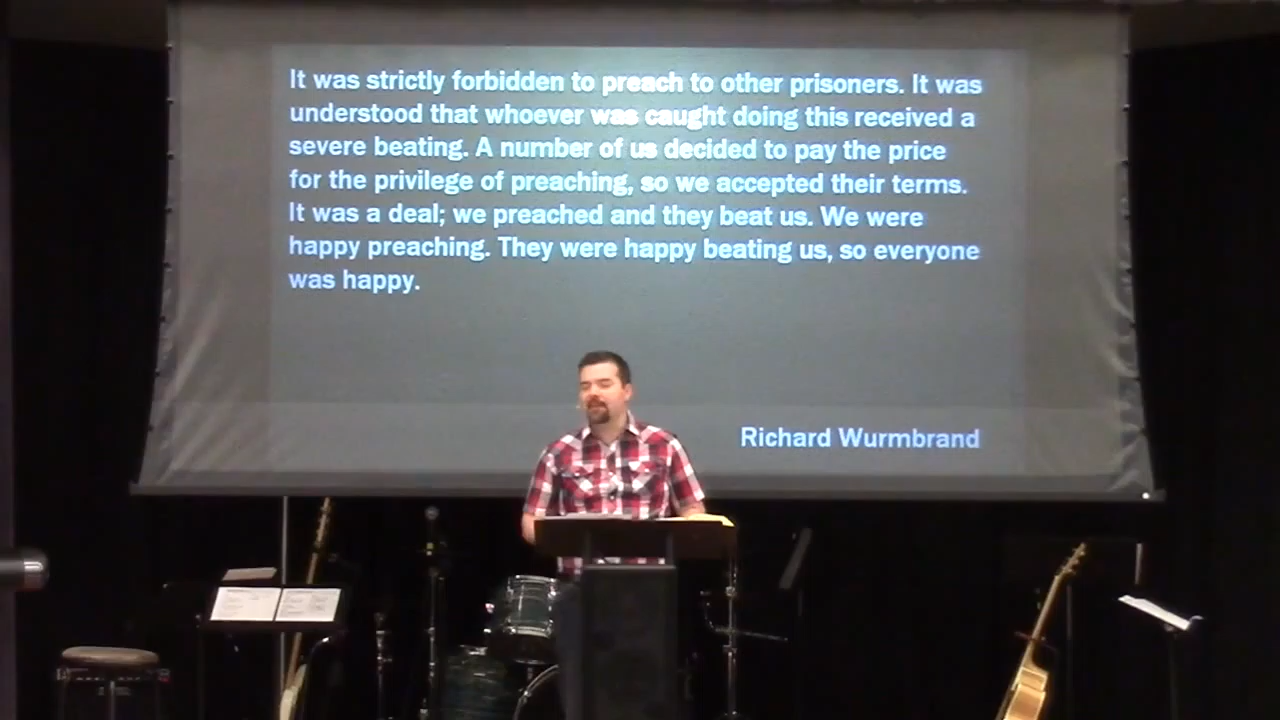 It was strictly forbidden to preach to other prisoners. It was
understood that whoever was caught doing this received a
severe beating. A number of us decided to pay the price
for the privilege of preaching, so we accepted their terms.
It was a deal; we preached and they beat us. We were
happy preaching. They were happy beating us, so everyone
was happy.
Richard Wurmbrand